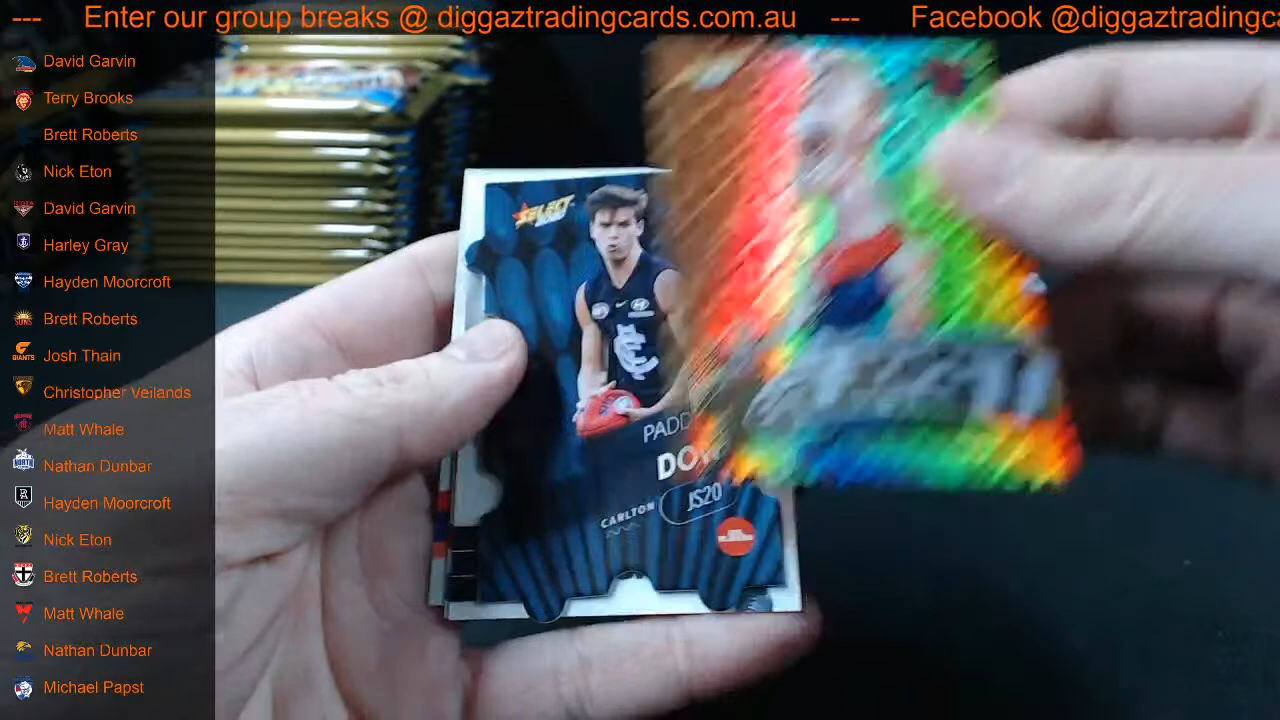 --- Enter our group breaks @ diggaztradingcards.com.au --- Facebook @diggaztradingca
David Garvin
Terry Brooks
Brett Roberts
Nick Eton
David Garvin
Harley Gray
Hayden Moorcroft
Brett Roberts
Josh Thain
GIANTS
Christopher Veilands
Matt Whale
Nathan Dunbar
Hayden Moorcroft
Nick Eton
Brett Roberts
Matt Whale
Nathan Dunbar
Michael Papst
SELECT
PADD
DO
CARLTON
JS20